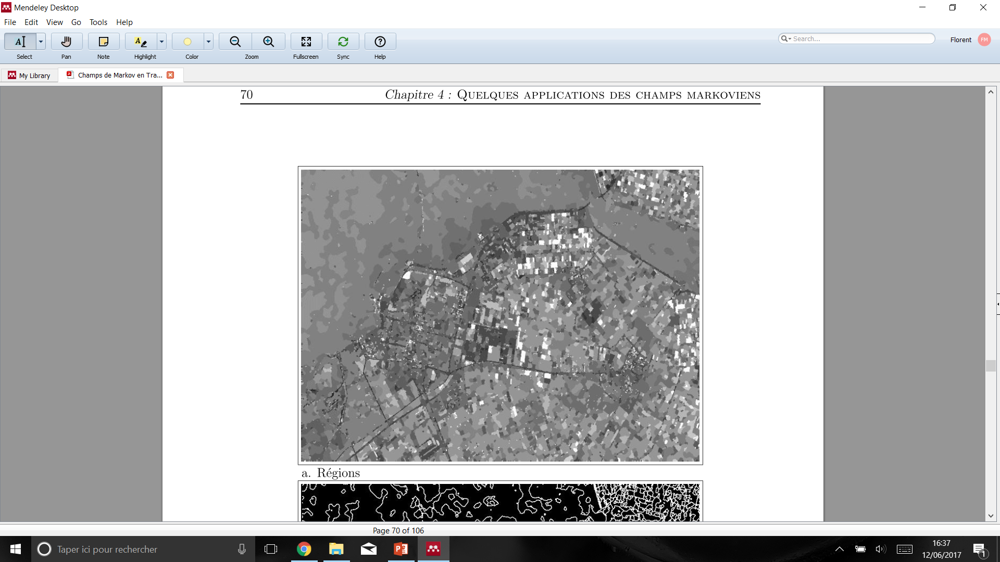 Mendeley Desktop
File Edit View Go Tools Help
Search...
Florent FM
Select Pan Note Highlight Color Zoom Fullscreen Sync Help
My Library Champs de Markov en Tra...
70 Chapitre 4 : QUELQUES APPLICATIONS DES CHAMPS MARKOVIENS
a. Régions
Page 70 of 106
Taper ici pour rechercher
16:37
12/06/2017
1